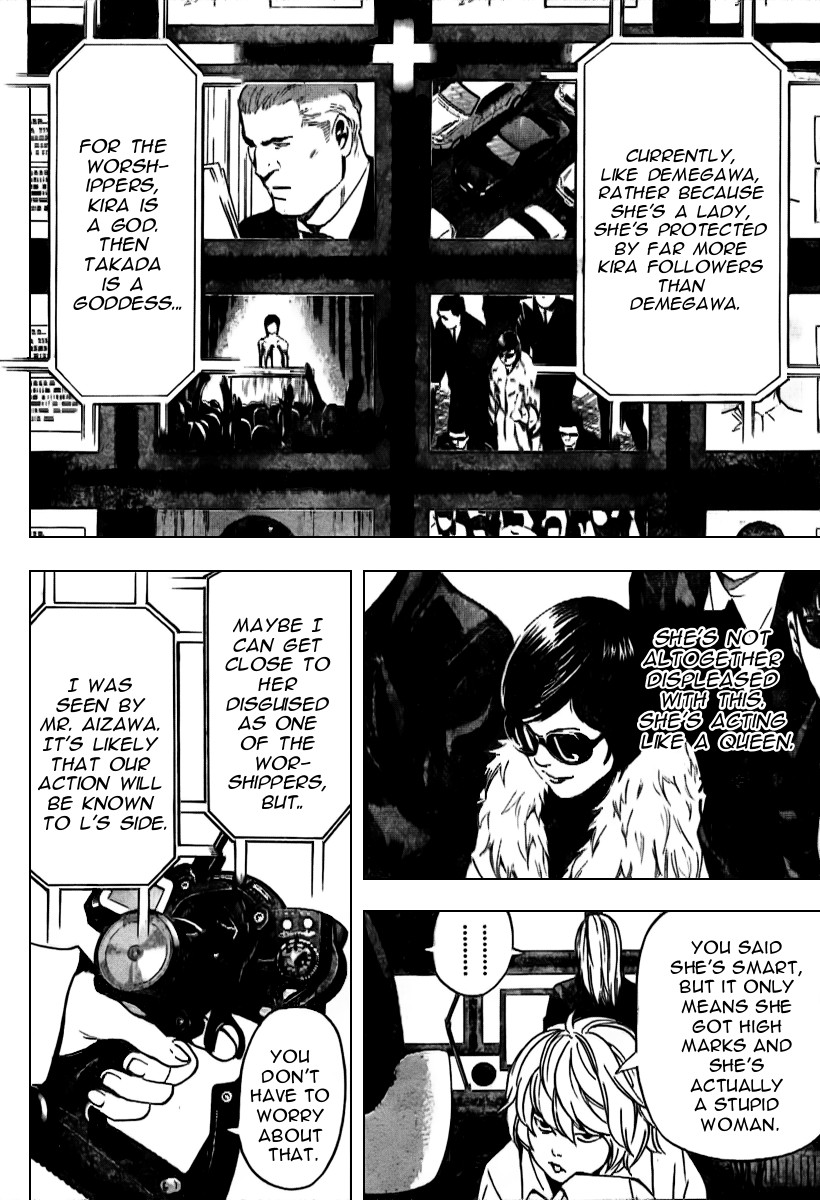 CURRENTLY,
LIKE DEMEGAWA,
RATHER BECAUSE
SHE'S A LADY,
SHE'S PROTECTED
BY FAR MORE
KIRA FOLLOWERS
THAN
DEMEGAWA.
FOR THE
WORSH-
IPPERS,
KIRA IS
A GOD.
THEN
TAKADA
IS A
GODDESS...
SHE'S NOT
ALTOGETHER
DISPLEASED
WITH THIS.
SHE'S ACTING
LIKE A QUEEN.
YOU SAID
SHE'S SMART,
BUT IT ONLY
MEANS SHE
GOT HIGH
MARKS AND
SHE'S
ACTUALLY
A STUPID
WOMAN.
MAYBE I
CAN GET
CLOSE TO
HER
DISGUISED
AS ONE
OF THE
WOR-
SHIPPERS,
BUT..
I WAS
SEEN BY
MR. AIZAWA.
IT'S LIKELY
THAT OUR
ACTION WILL
BE KNOWN
TO L'S SIDE.
YOU
DON'T
HAVE TO
WORRY
ABOUT
THAT.